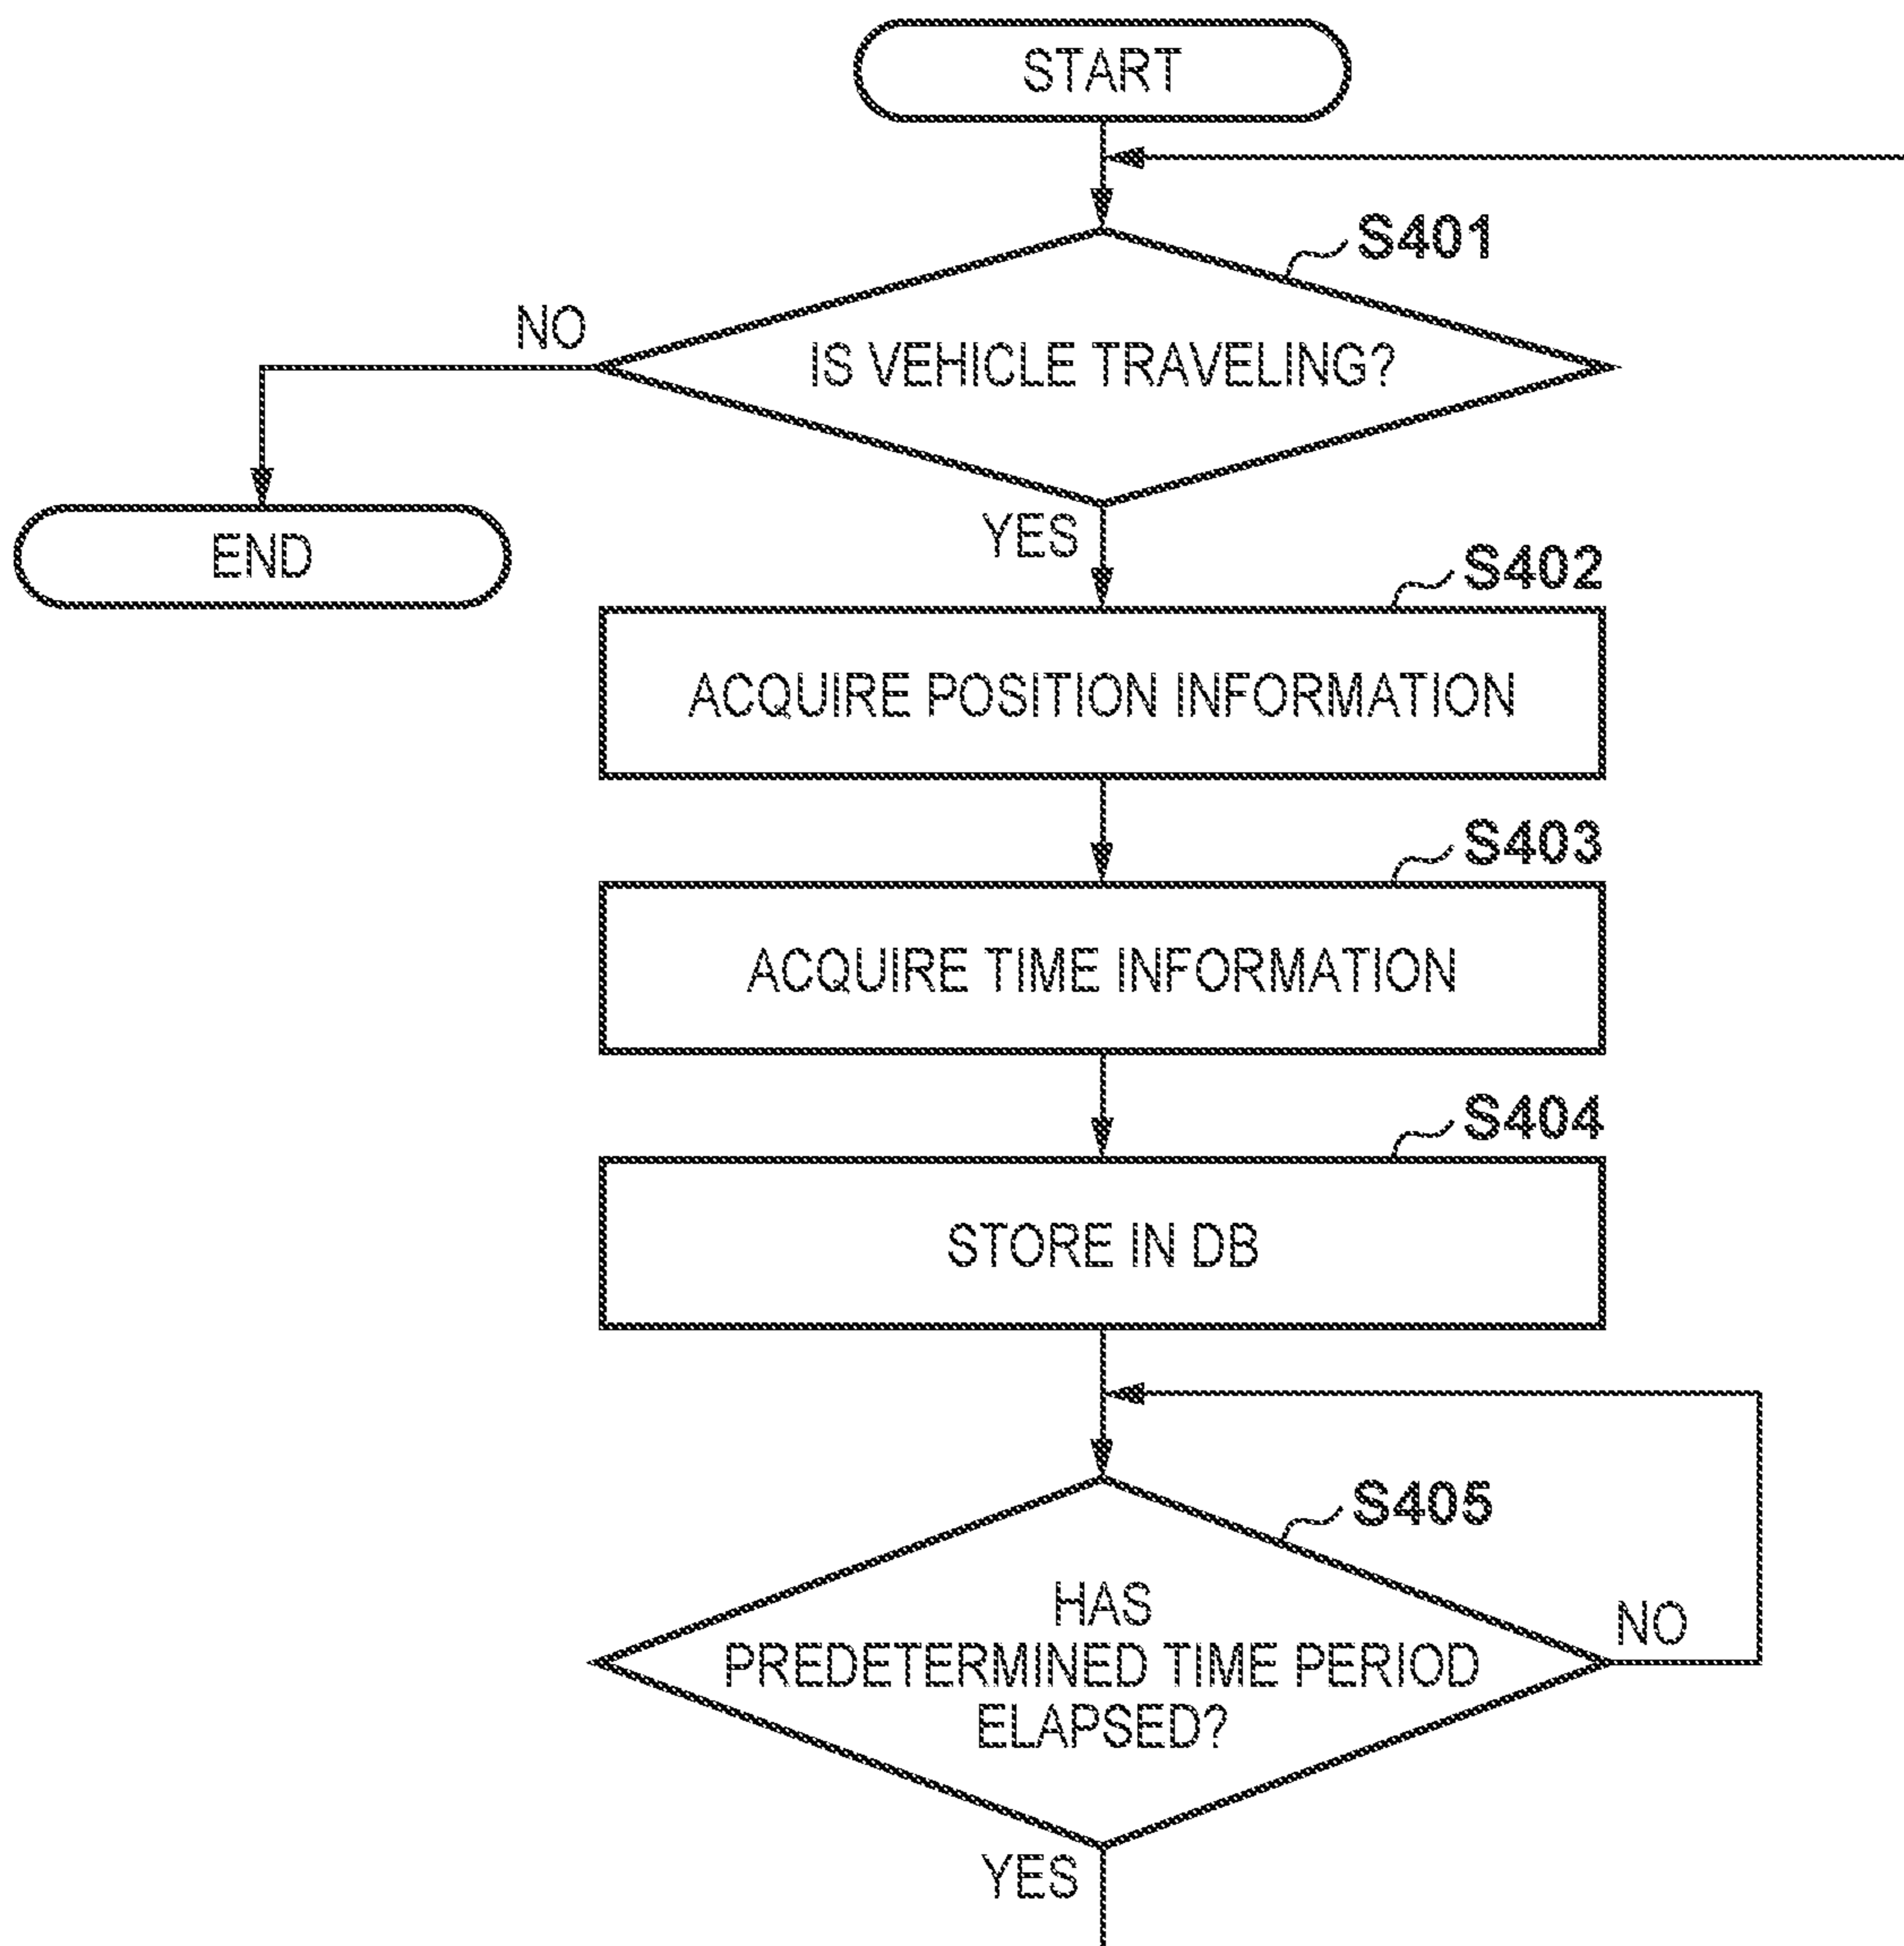 START
S401
NO
IS VEHICLE TRAVELING?
END
YES
S402
ACQUIRE POSITION INFORMATION
S403
ACQUIRE TIME INFORMATION
S404
STORE IN DB
S405
HAS
PREDETERMINED TIME PERIOD
ELAPSED?
NO
YES